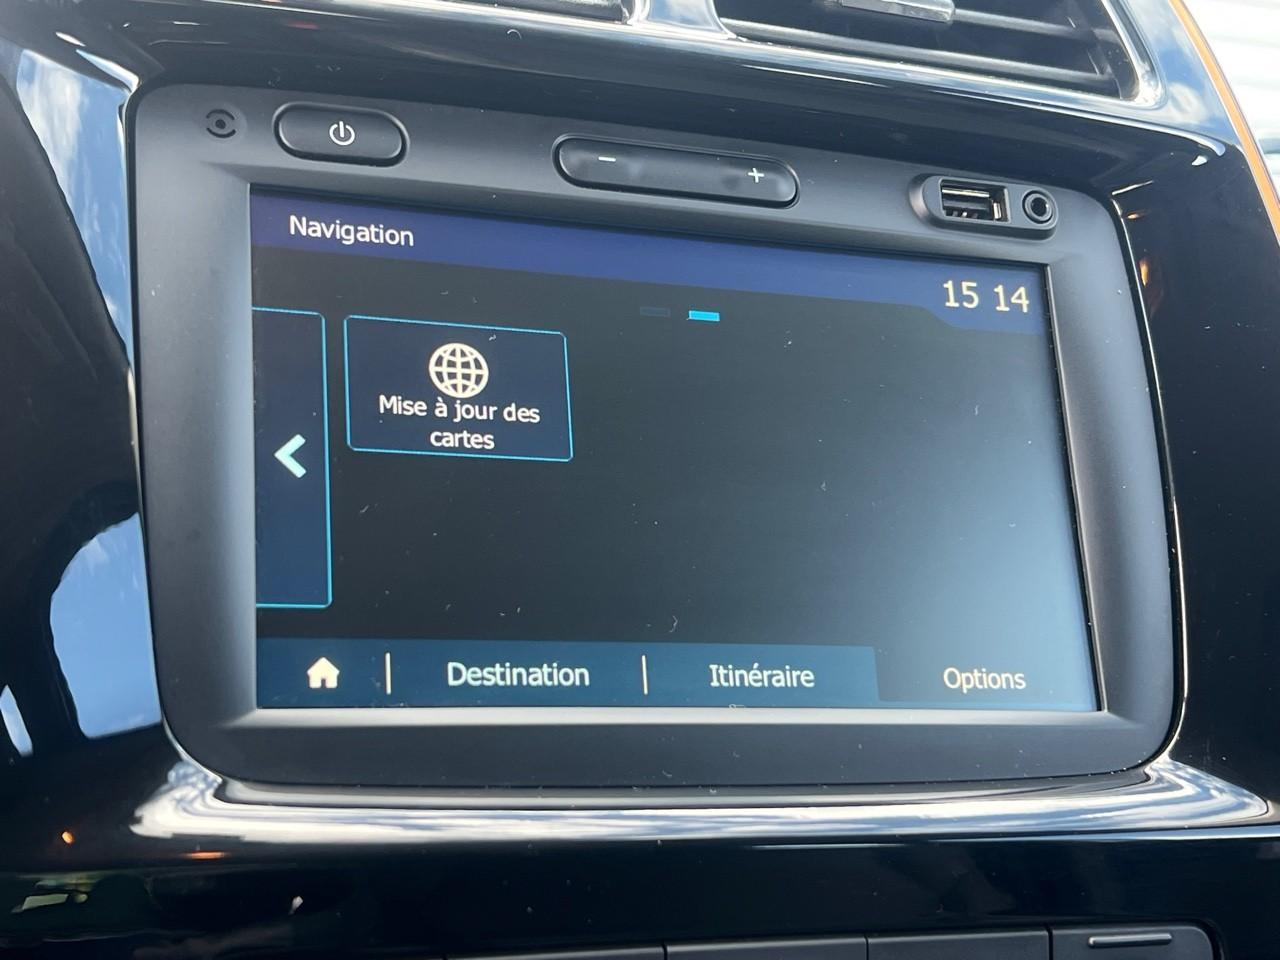 Navigation
15 14
Mise à jour des
cartes
Destination
Itinéraire
Options